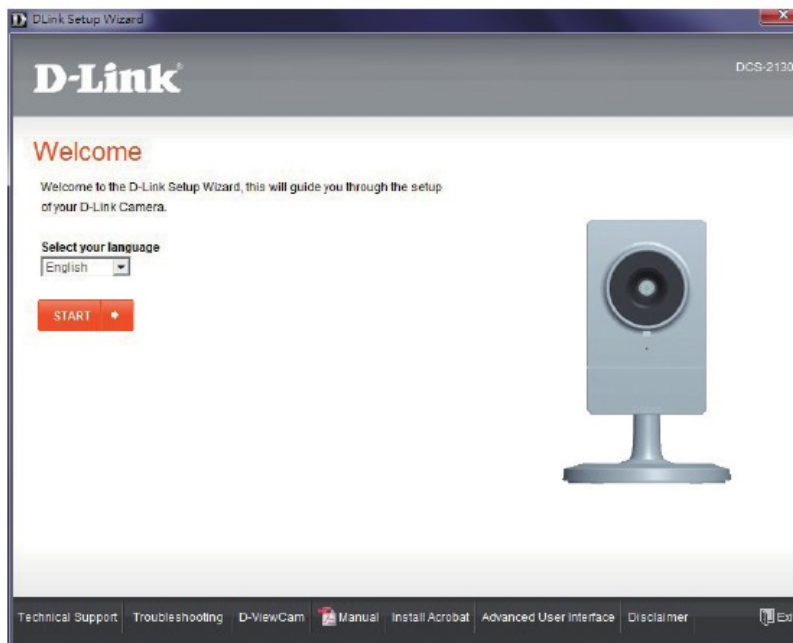 DLink Setup Wizard
D-Link®
DCS-2130
Welcome
Welcome to the D-Link Setup Wizard, this will guide you through the setup
of your D-Link Camera.
Select your language
English
START
Technical Support Troubleshooting D-ViewCam Manual Install Acrobat Advanced User Interface Disclaimer Exi